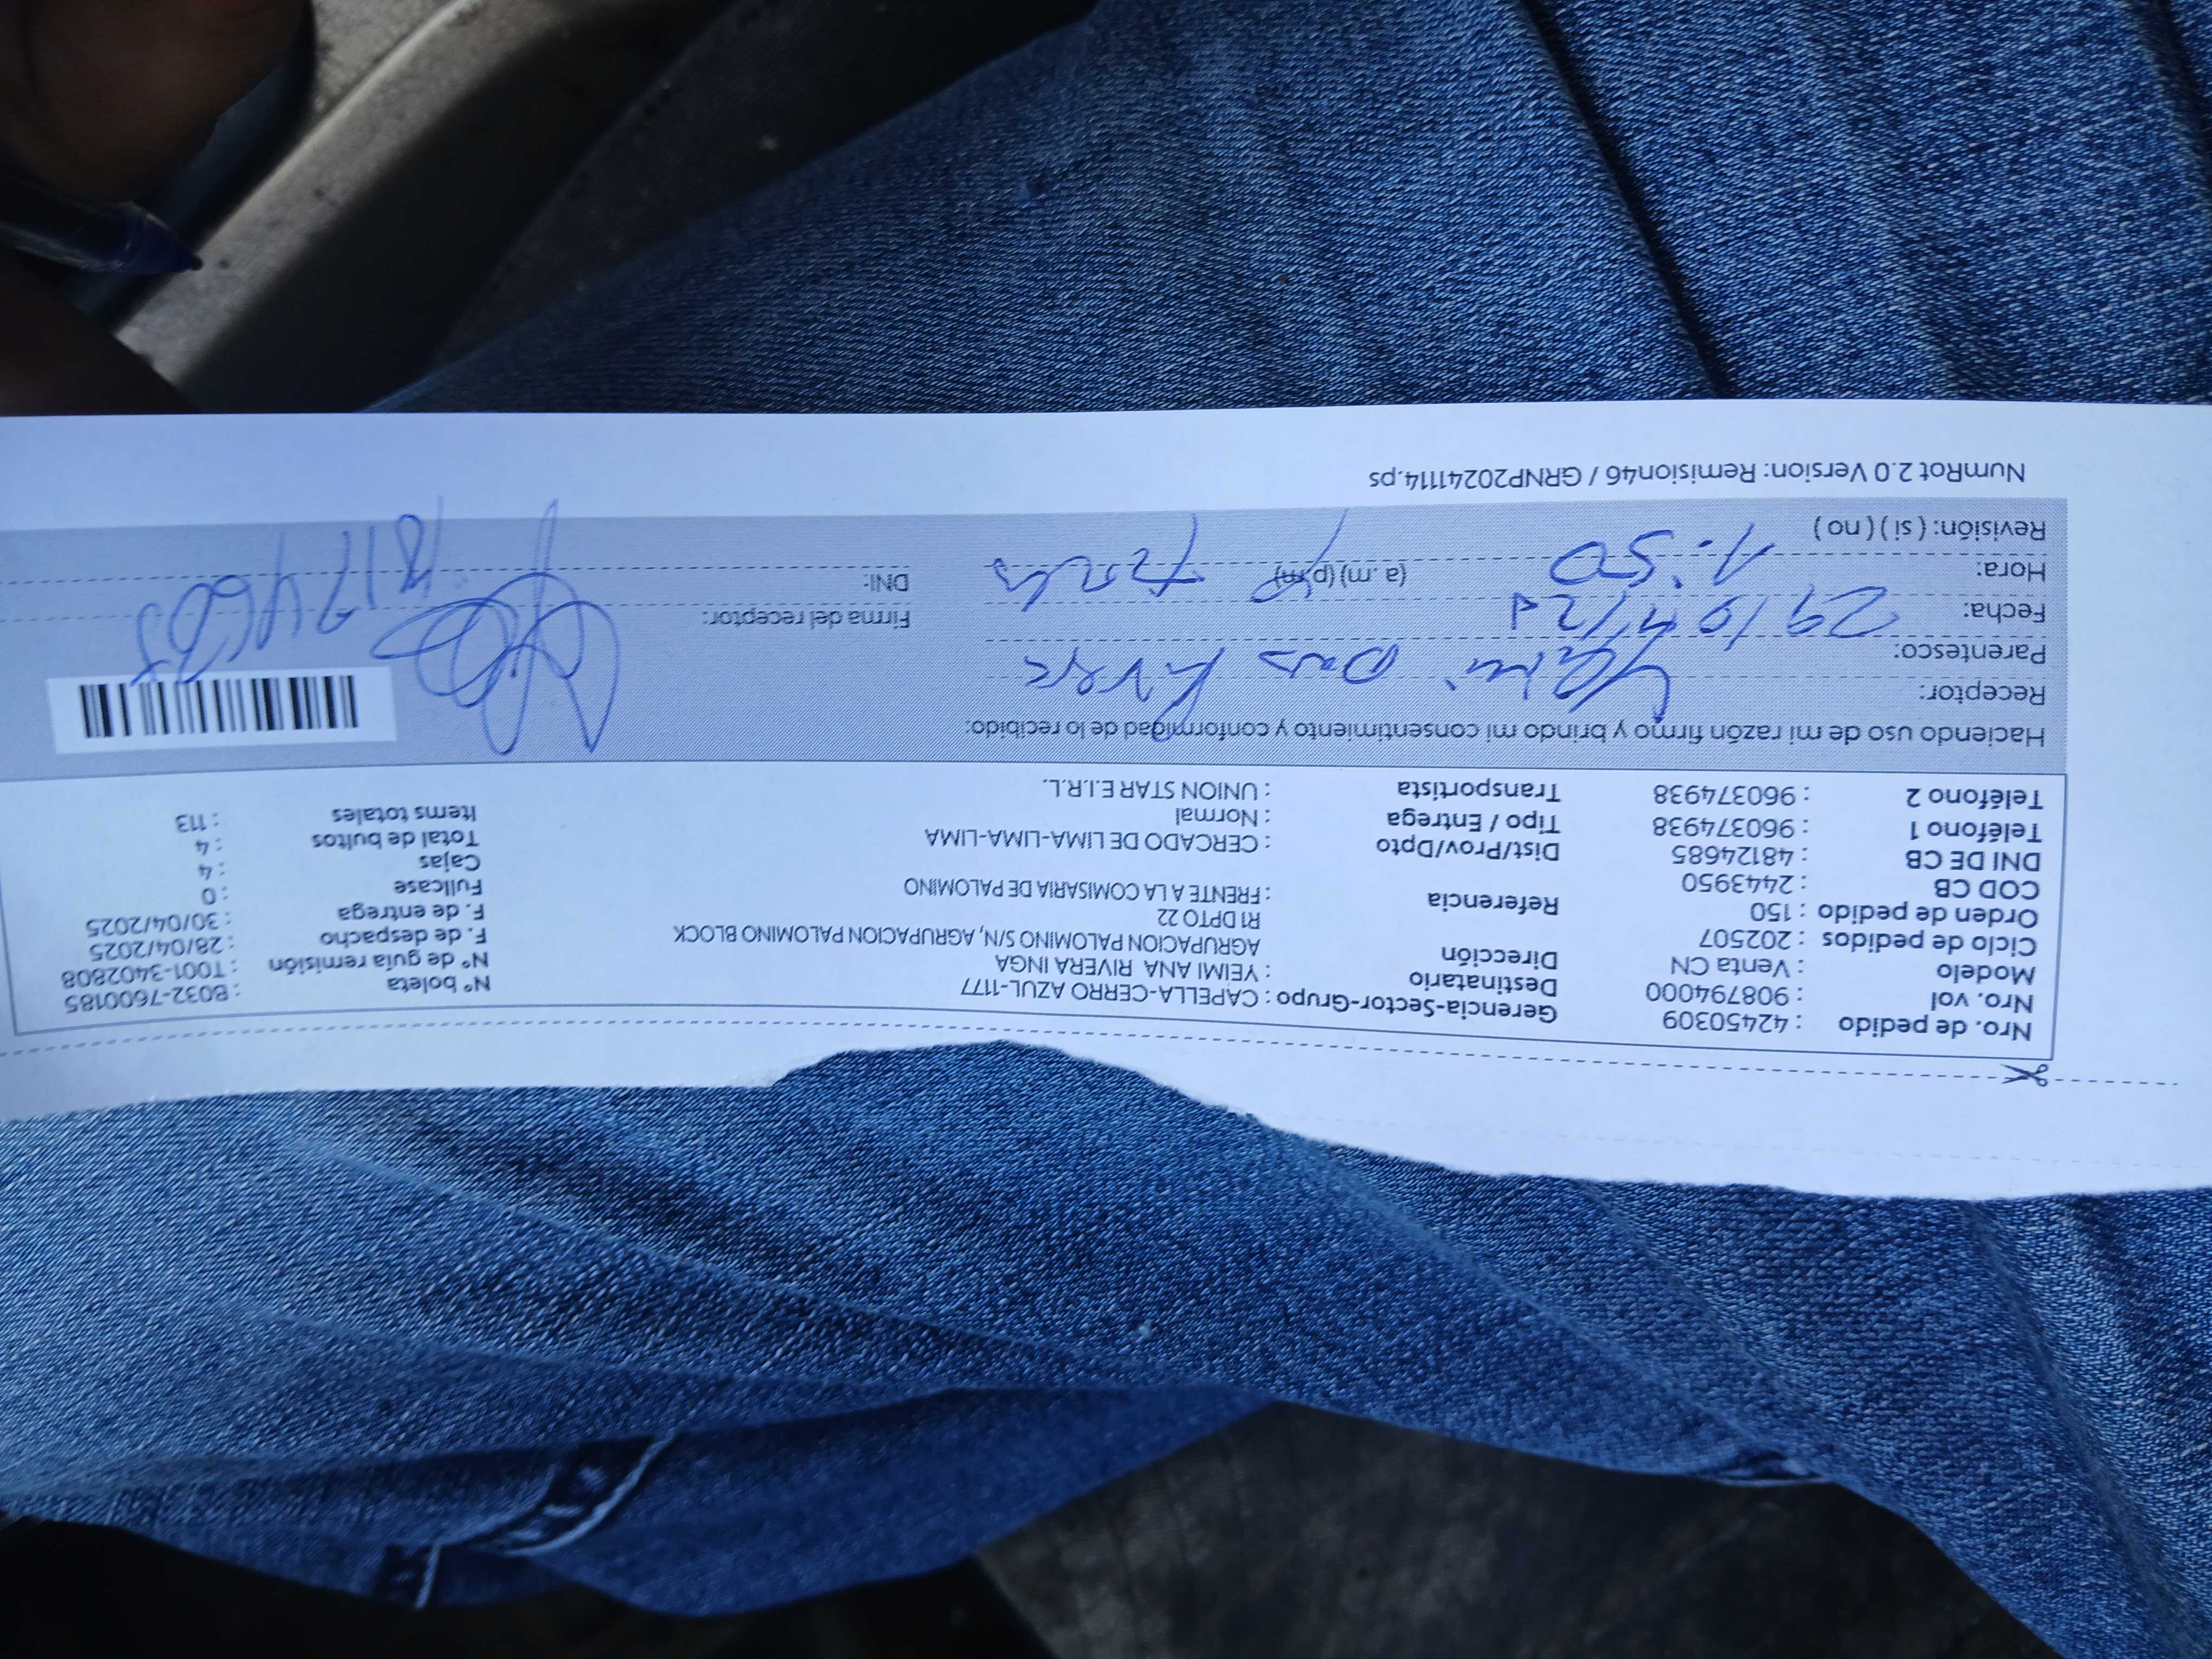 Nro. de pedido : 42450309 Gerencia-Sector-Grupo : CAPELLA-CERRO AZUL-1177 N° boleta : B032-7600185
Nro. vol : 908794000 Destinatario : YEIMI ANA RIVERA INGA N° de guía remisión : T001-3402808
Modelo : Venta CN Dirección AGRUPACION PALOMINO S/N, AGRUPACION PALOMINO BLOCK F. de despacho : 28/04/2025
Ciclo de pedidos : 202507 R1 DPTO 22 F. de entrega : 30/04/2025
Orden de pedido : 150 Referencia : FRENTE A LA COMISARIA DE PALOMINO Fullcase : 0
COD CB : 2443950 Cajas : 4
DNI DE CB : 48124685 Dist/Prov/Dpto : CERCADO DE LIMA-LIMA-LIMA Total de bultos : 4
Teléfono 1 : 960374938 Tipo / Entrega : Normal Items totales : 113
Teléfono 2 : 960374938 Transportista : UNION STAR E.I.R.L.
Haciendo uso de mi razón firmo y brindo mi consentimiento y conformidad de lo recibido:
Receptor:
Parentesco:
Fecha: 29/04/21 Firma del receptor:
Hora: 1:50 (a.m) (p.m) DNI:
Revisión: ( si ) ( no )
NumRot 2.0 Version: Remision46 / GRNP20241114.ps